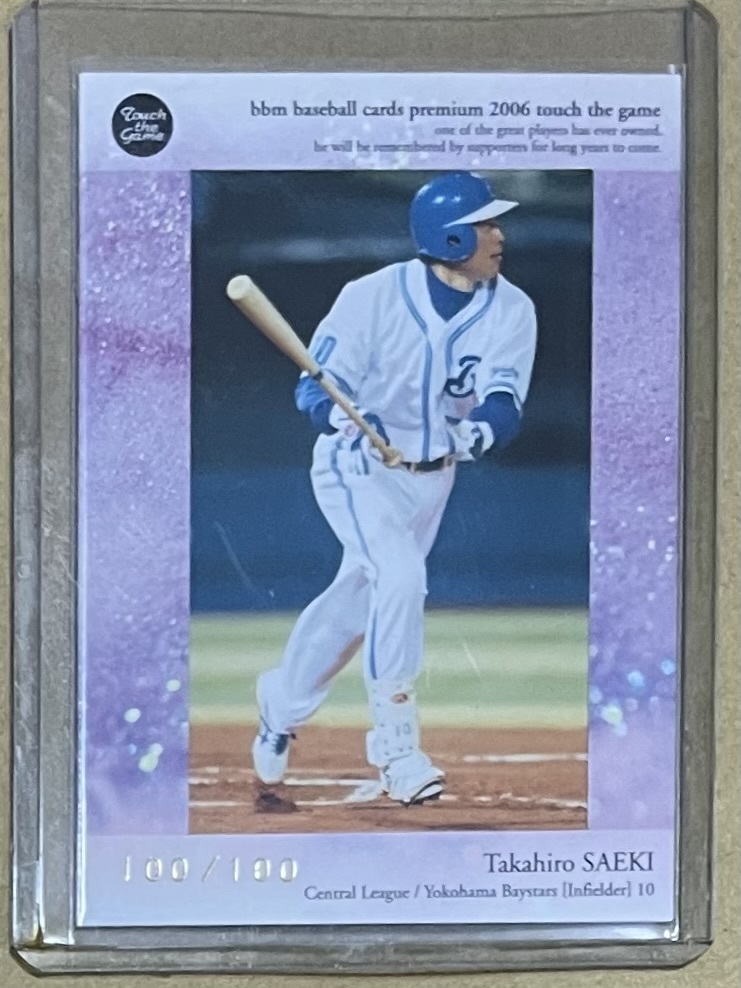 Touch
the
Game
bbm baseball cards premium 2006 touch the game
one of the great players has ever owned.
he will be remembered by supporters for long years to come.
10
B
10
100/100
Takahiro SAEKI
Central League / Yokohama Baystars [Infielder] 10